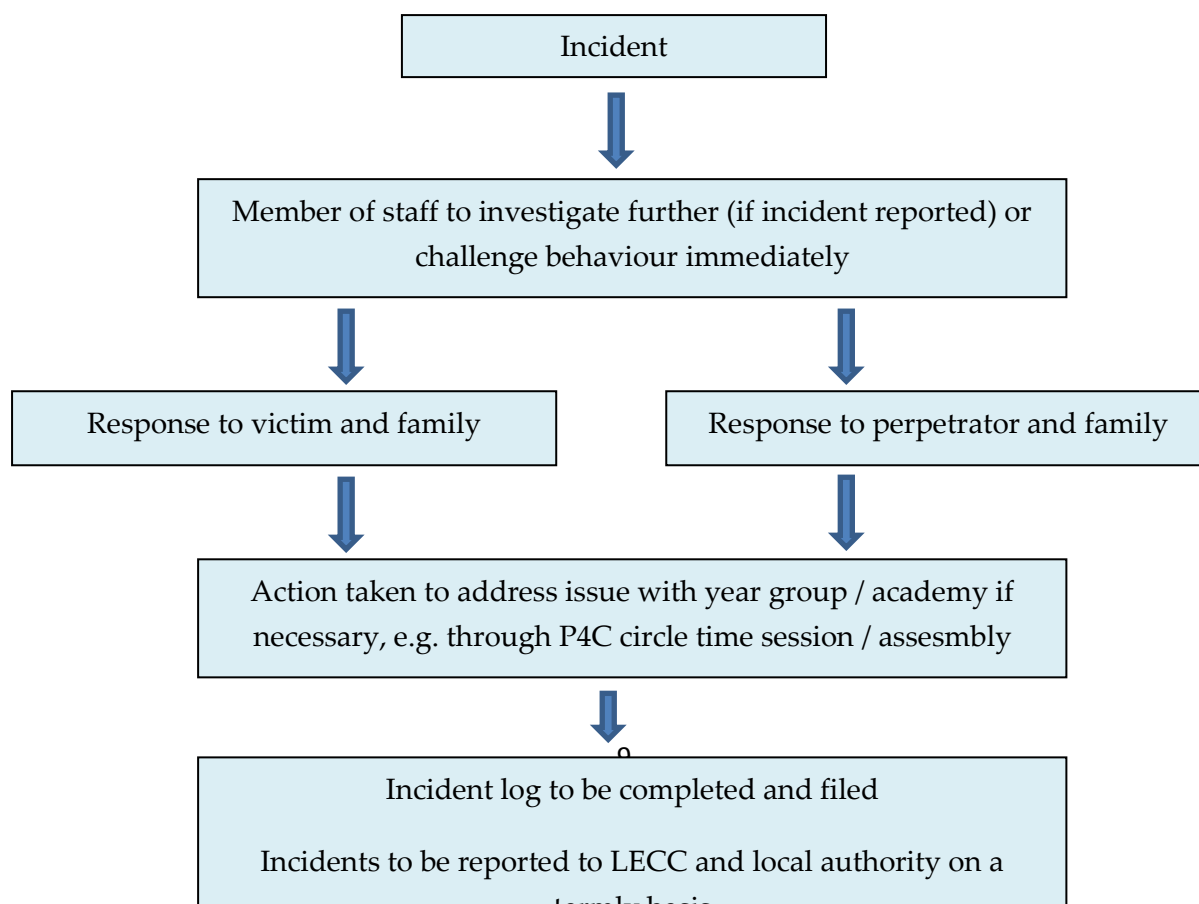 Incident
Member of staff to investigate further (if incident reported) or
challenge behaviour immediately
Response to victim and family
Response to perpetrator and family
Action taken to address issue with year group / academy if
necessary, e.g. through P4C circle time session / assesmbly
9
Incident log to be completed and filed
Incidents to be reported to LECC and local authority on a
termly basis